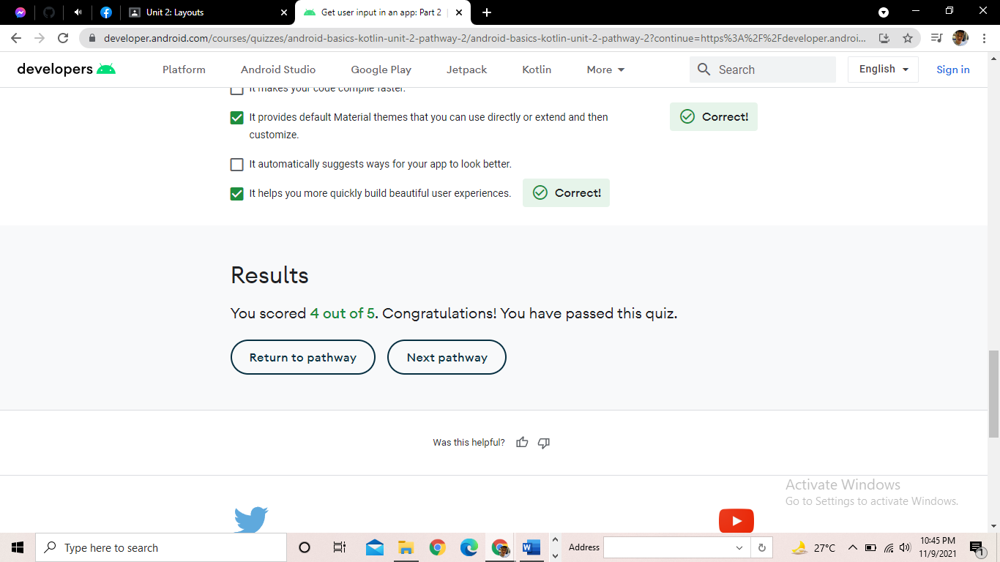 Unit 2: Layouts
Get user input in an app: Part 2
developer.android.com/courses/quizzes/android-basics-kotlin-unit-2-pathway-2/android-basics-kotlin-unit-2-pathway-2?continue=https%3A%2F%2Fdeveloper.androi...
developers
Platform
Android Studio
Google Play
Jetpack
Kotlin
More
Search
English
Sign in
It makes your code compile faster.
It provides default Material themes that you can use directly or extend and then
customize.
Correct!
It automatically suggests ways for your app to look better.
It helps you more quickly build beautiful user experiences.
Correct!
Results
You scored 4 out of 5. Congratulations! You have passed this quiz.
Return to pathway
Next pathway
Was this helpful?
Activate Windows
Go to Settings to activate Windows.
Type here to search
Address
27°C
10:45 PM
11/9/2021
1